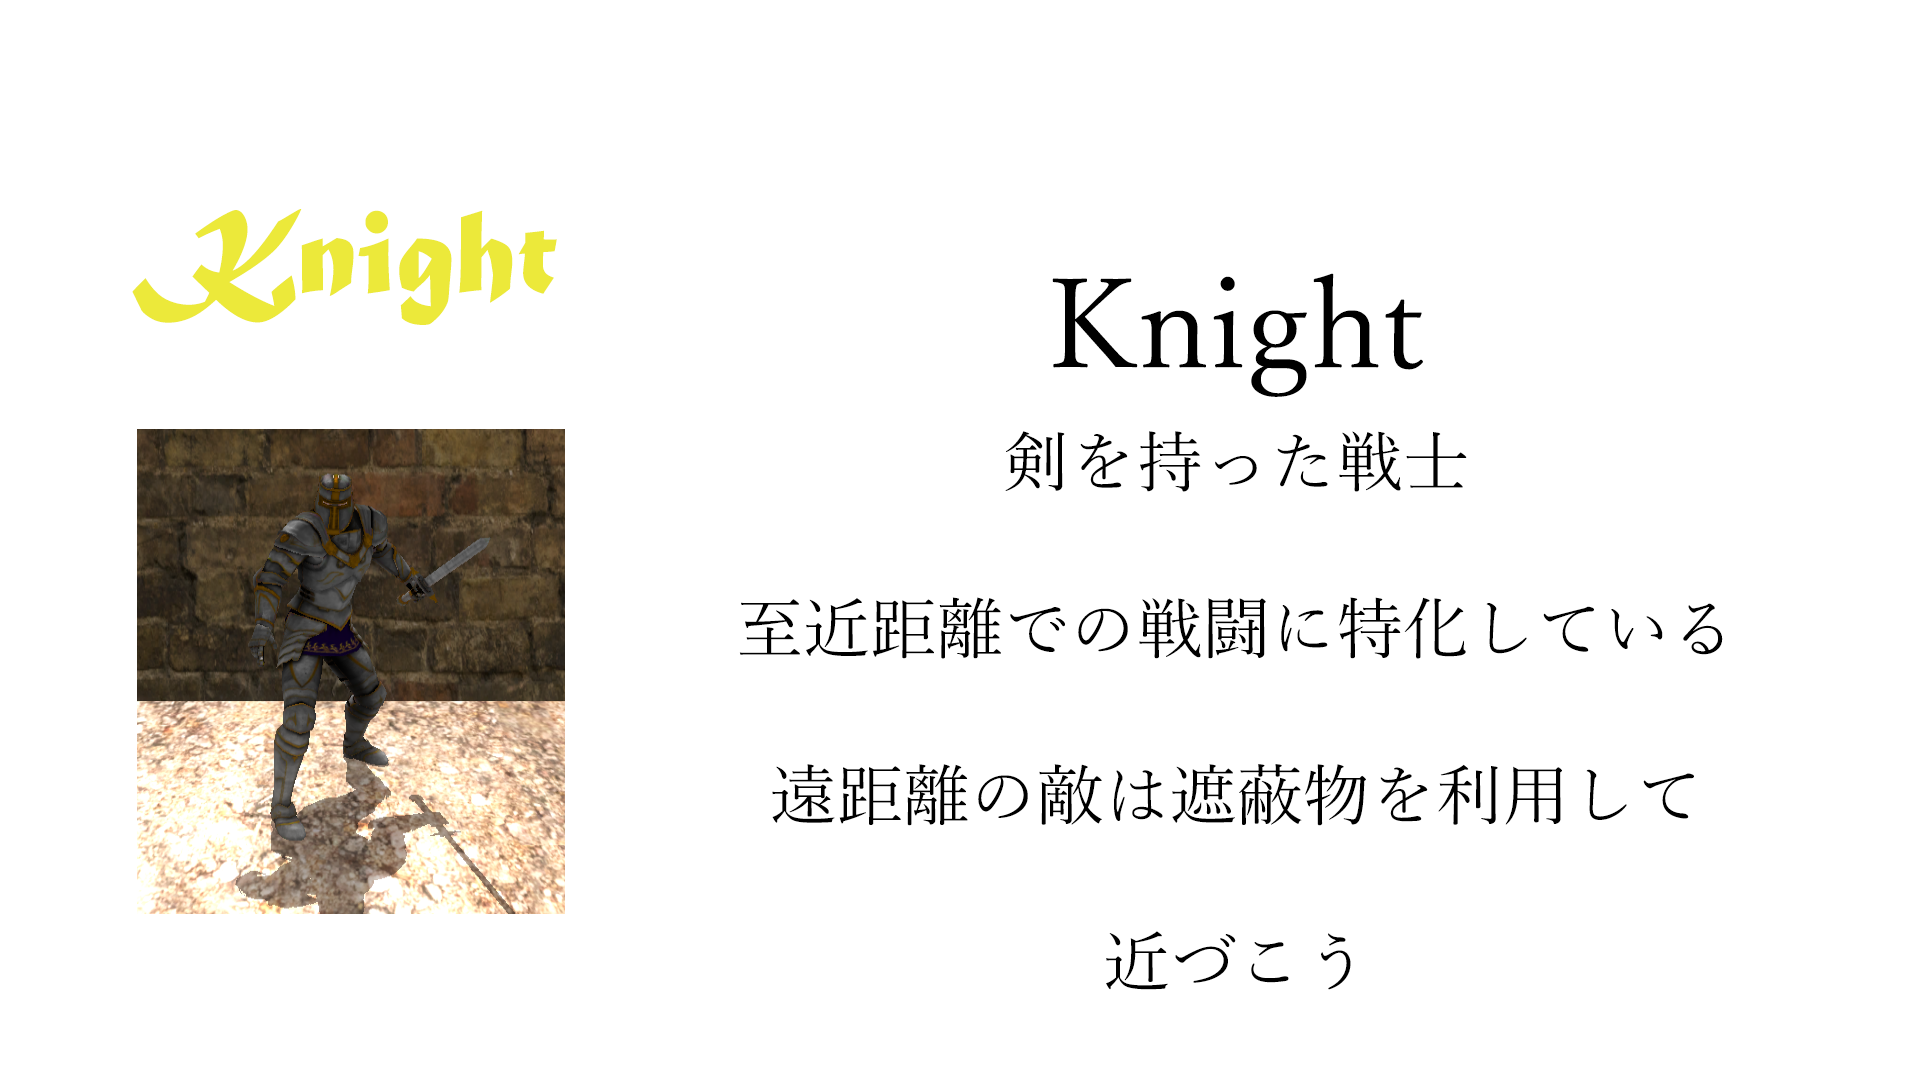 Knight
Knight
剣を持った戦士
至近距離での戦闘に特化している
遠距離の敵は遮蔽物を利用して
近づこう